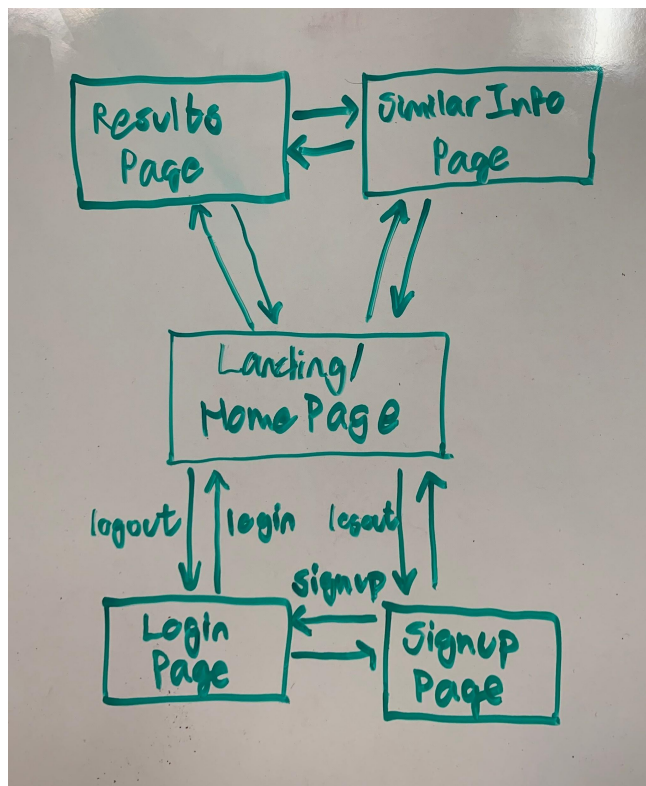 Results
Page
Similar Info
Page
Landing/
Home Page
logout
login
logout
signup
Login
Page
Signup
Page